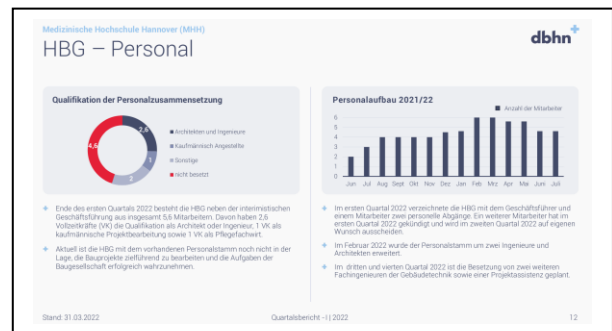 Medizinische Hochschule Hannover (MHH)
HBG – Personal
dbhn
Qualifikation der Personalzusammensetzung
2,6
1
2
4,5
Architekten und Ingenieure
Kaufmännisch Angestellte
Sonstige
nicht besetzt
Ende des ersten Quartals 2022 besteht die HBG neben der interimistischen
Geschäftsführung aus insgesamt 5,6 Mitarbeitern. Davon haben 2,6
Vollzeitkräfte (VK) die Qualifikation als Architekt oder Ingenieur, 1 VK als
kaufmännische Projektbearbeitung sowie 1 VK als Pflegefachwirt.
Aktuell ist die HBG mit dem vorhandenen Personalstamm noch nicht in der
Lage, die Bauprojekte zielführend zu bearbeiten und die Aufgaben der
Baugesellschaft erfolgreich wahrzunehmen.
Personalaufbau 2021/22
Anzahl der Mitarbeiter
6
5
4
3
2
1
0
Jun Jul Aug Sept Okt Nov Dez Jan Feb Mrz Apr Mai Juni Juli
Im ersten Quartal 2022 verzeichnete die HBG mit dem Geschäftsführer und
einem Mitarbeiter zwei personelle Abgänge. Ein weiterer Mitarbeiter hat im
ersten Quartal 2022 gekündigt und wird im zweiten Quartal 2022 auf eigenen
Wunsch ausscheiden.
Im Februar 2022 wurde der Personalstamm um zwei Ingenieure und
Architekten erweitert.
Im dritten und vierten Quartal 2022 ist die Besetzung von zwei weiteren
Fachingenieuren der Gebäudetechnik sowie einer Projektassistenz geplant.
Stand: 31.03.2022
Quartalsbericht - I | 2022
12